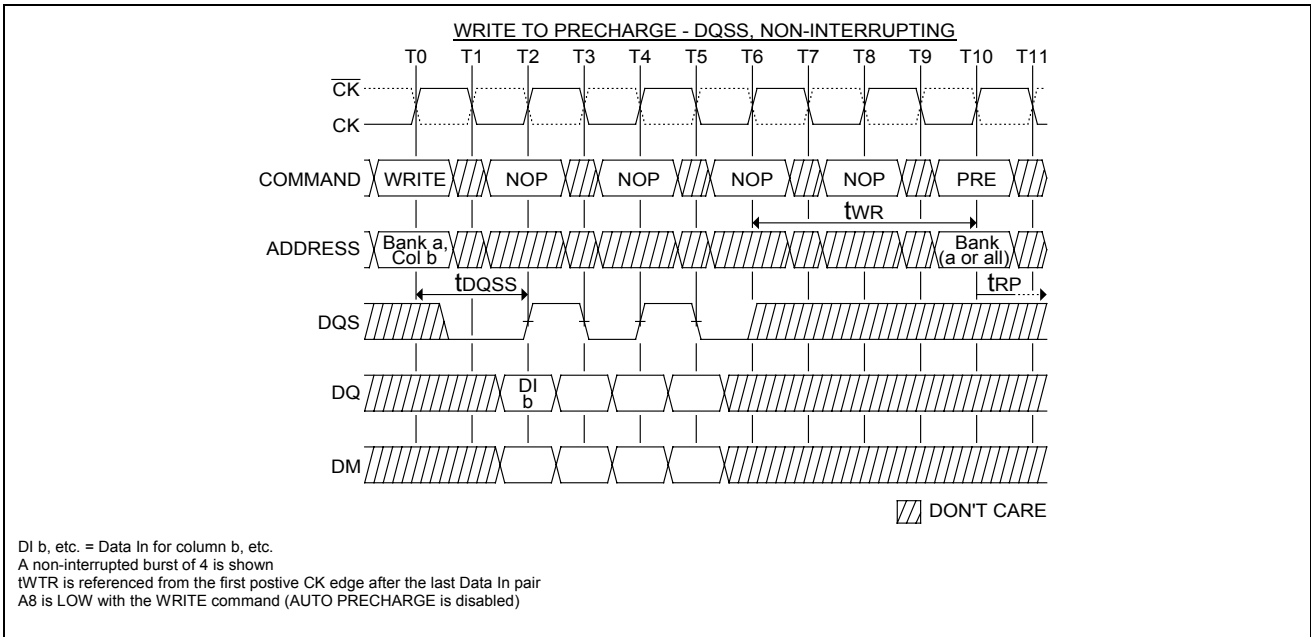 WRITE TO PRECHARGE - DQSS, NON-INTERRUPTING
T0 T1 T2 T3 T4 T5 T6 T7 T8 T9 T10 T11
CK
CK
COMMAND WRITE NOP NOP NOP NOP PRE
tWR
ADDRESS Bank a, Col b Bank (a or all)
tDQSS tRP
DQS
DQ DI b
DM
DON'T CARE
DI b, etc. = Data In for column b, etc.
A non-interrupted burst of 4 is shown
tWTR is referenced from the first postive CK edge after the last Data In pair
A8 is LOW with the WRITE command (AUTO PRECHARGE is disabled)